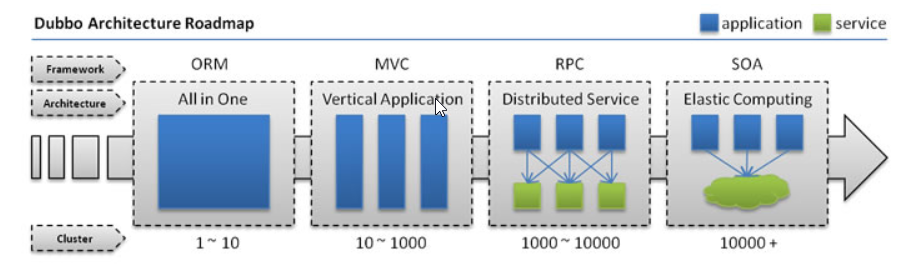 Dubbo Architecture Roadmap
application
service
Framework
ORM
MVC
RPC
SOA
Architecture
All in One
Vertical Application
Distributed Service
Elastic Computing
Cluster
1 ~ 10
10 ~ 1000
1000 ~ 10000
10000 +